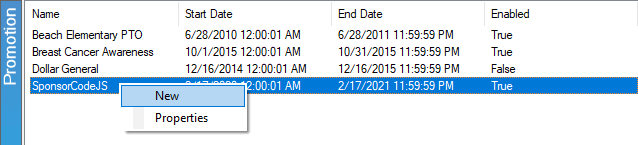 Promotion
Name Start Date End Date Enabled
Beach Elementary PTO 6/28/2010 12:00:01 AM 6/28/2011 11:59:59 PM True
Breast Cancer Awareness 10/1/2015 12:00:01 AM 10/31/2015 11:59:59 PM True
Dollar General 12/16/2014 12:00:01 AM 12/16/2015 11:59:59 PM False
SponsorCodeJS 12:00:01 AM 2/17/2021 11:59:59 PM True
New
Properties